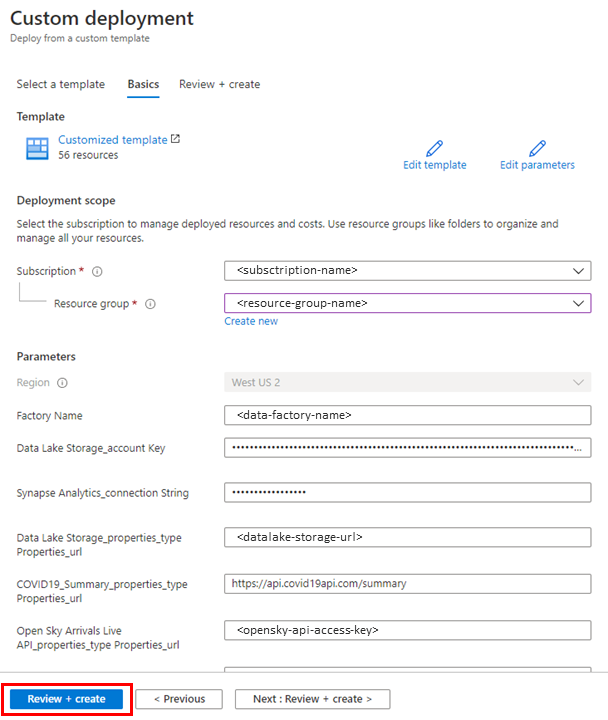 Custom deployment
Deploy from a custom template
Select a template Basics Review + create
Template
Customized template
56 resources
Edit template Edit parameters
Deployment scope
Select the subscription to manage deployed resources and costs. Use resource groups like folders to organize and
manage all your resources.
Subscription * <subsctription-name>
Resource group * <resource-group-name>
Create new
Parameters
Region West US 2
Factory Name <data-factory-name>
Data Lake Storage_account Key
Synapse Analytics_connection String
Data Lake Storage_properties_type <datalake-storage-url>
Properties_url
COVID19_Summary_properties_type https://api.covid19api.com/summary
Properties_url
Open Sky Arrivals Live <opensky-api-access-key>
API_properties_type Properties_url
Review + create < Previous Next : Review + create >